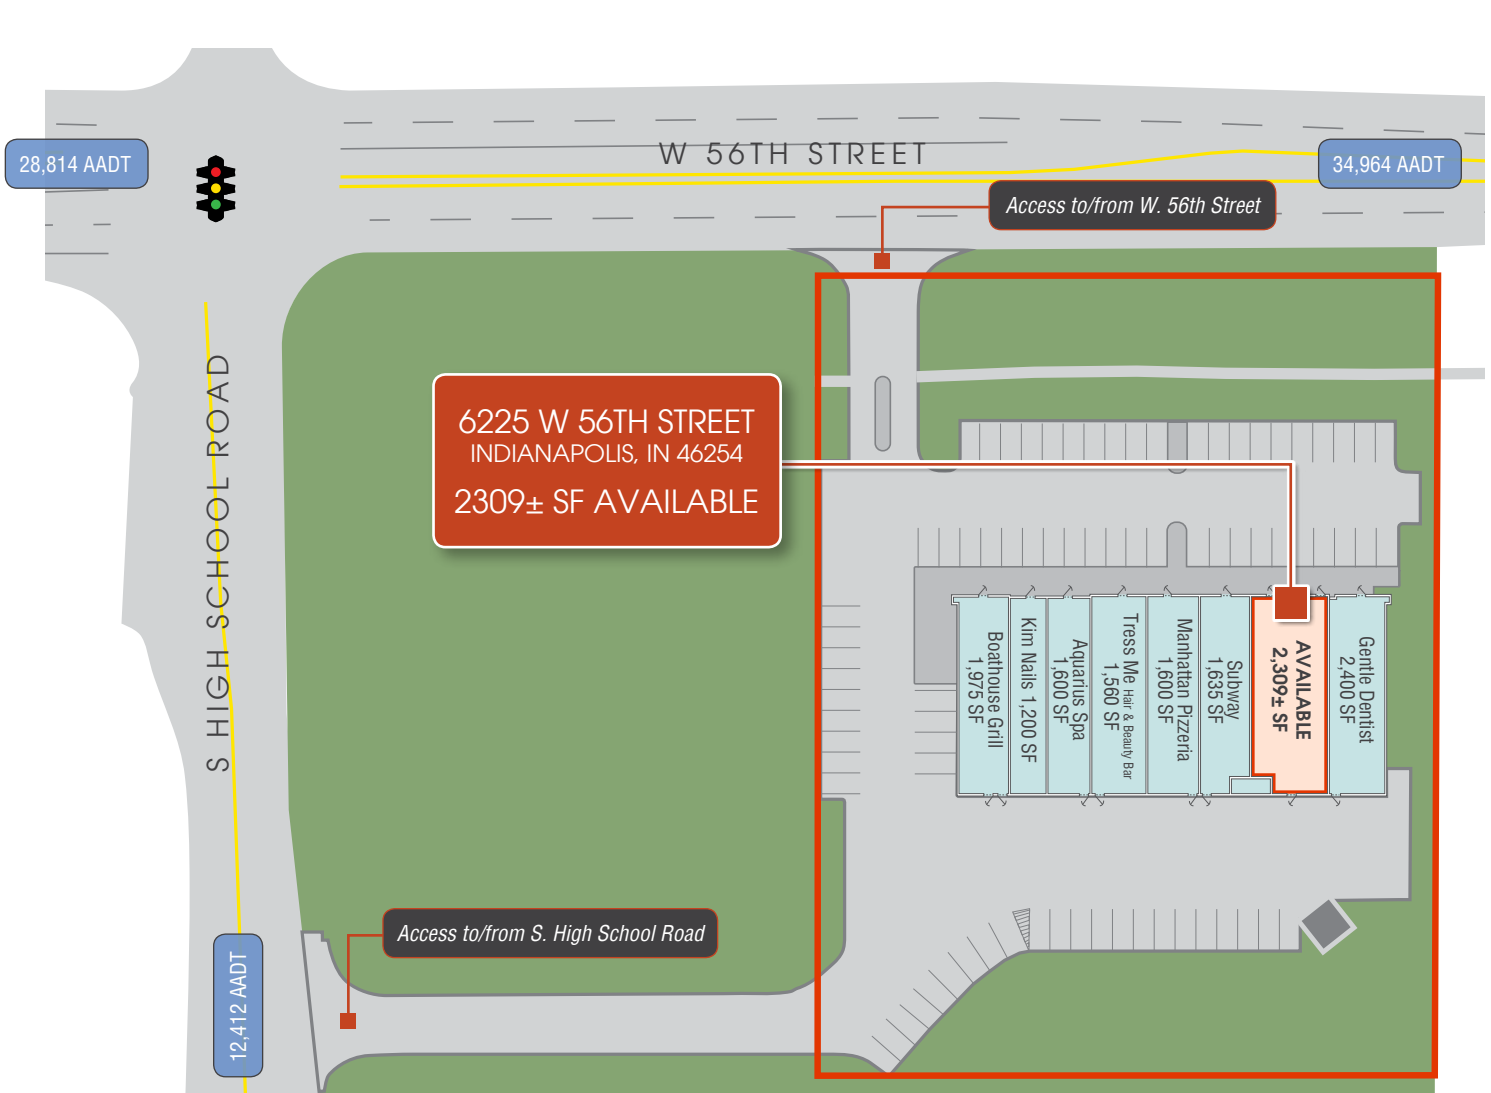 28,814 AADT
W 56TH STREET
34,964 AADT
Access to/from W. 56th Street
S HIGH SCHOOL ROAD
6225 W 56TH STREET
INDIANAPOLIS, IN 46254
2309± SF AVAILABLE
Boathouse Grill
1,975 SF
Kim Nails 1,200 SF
Aquarius Spa
1,600 SF
Tress Me Hair & Beauty Bar
1,560 SF
Manhattan Pizzeria
1,600 SF
Subway
1,635 SF
AVAILABLE
2,309± SF
Gentle Dentist
2,400 SF
Access to/from S. High School Road
12,412 AADT